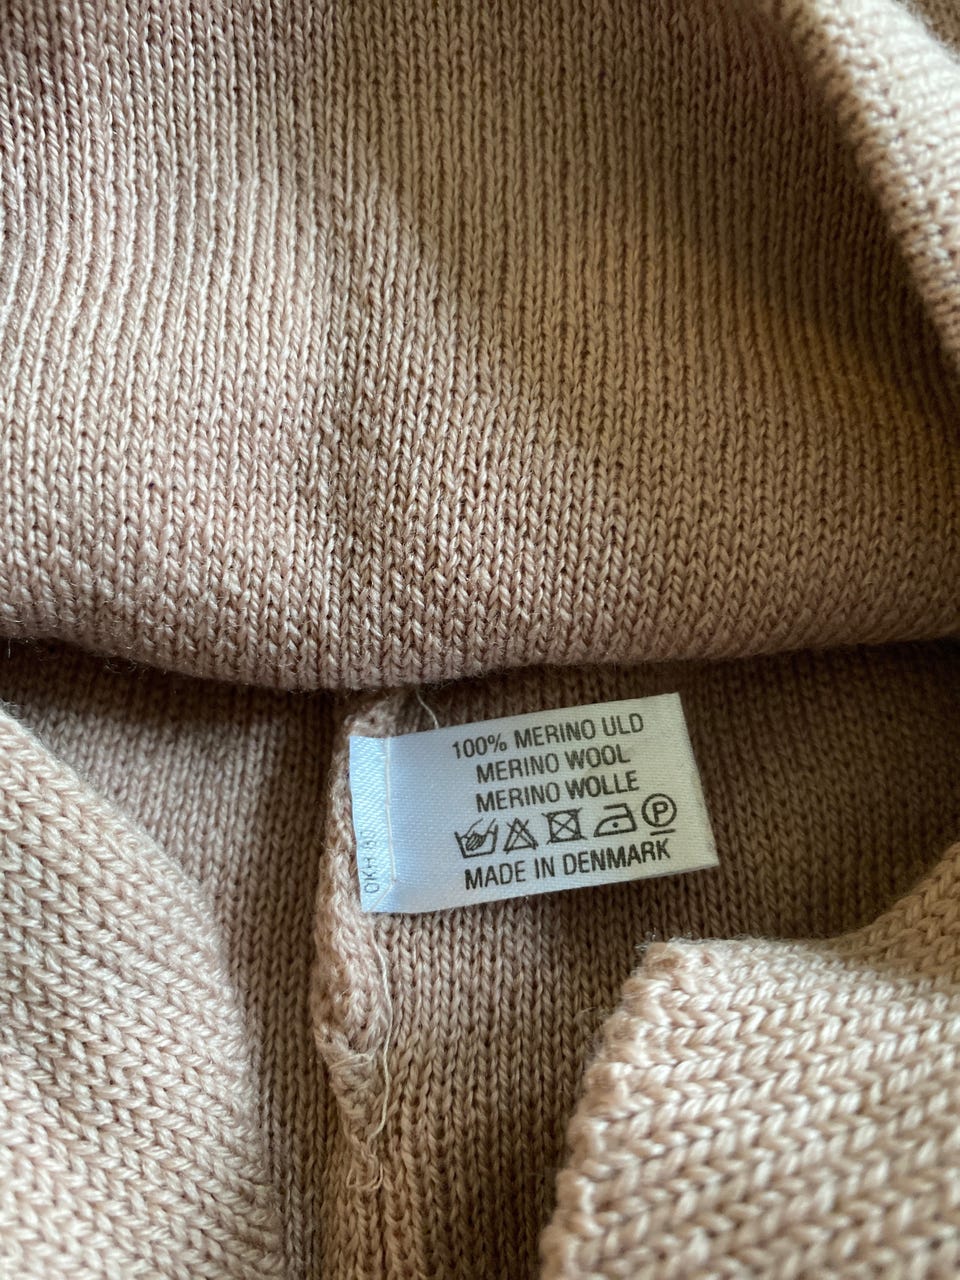 100% MERINO ULD
MERINO WOOL
MERINO WOLLE
P
MADE IN DENMARK